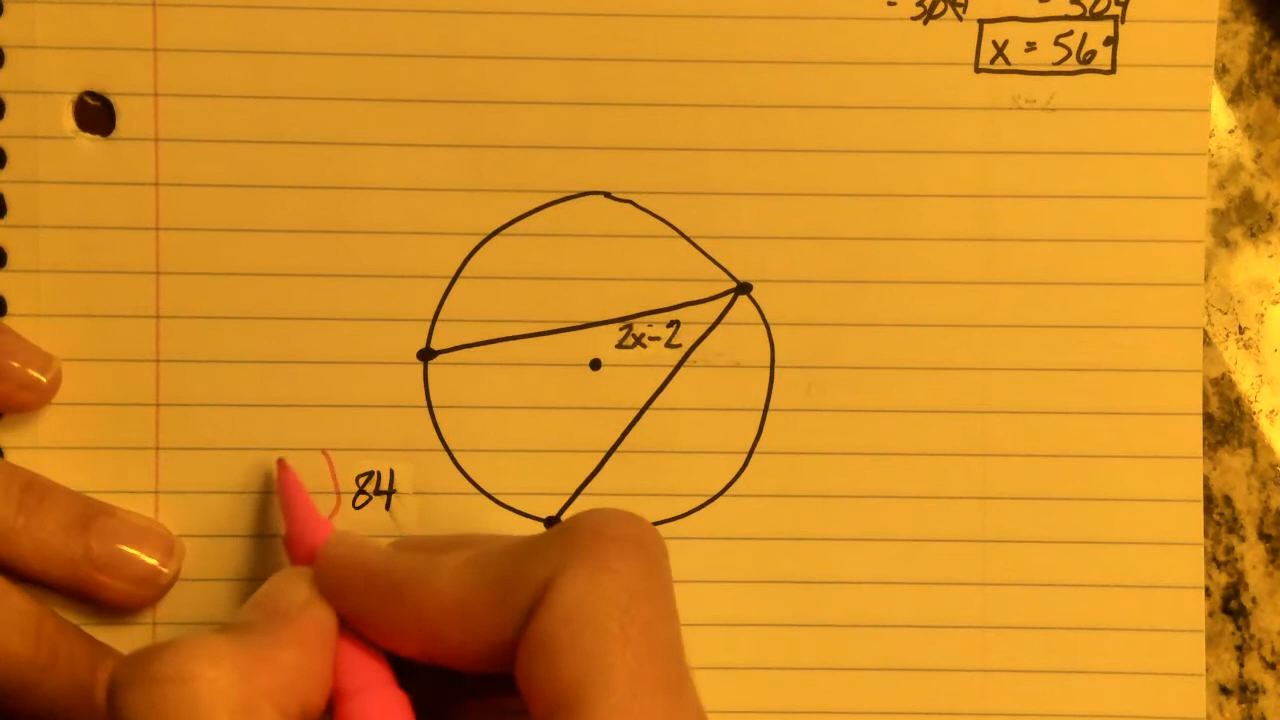 x = 56°
2x-2
84